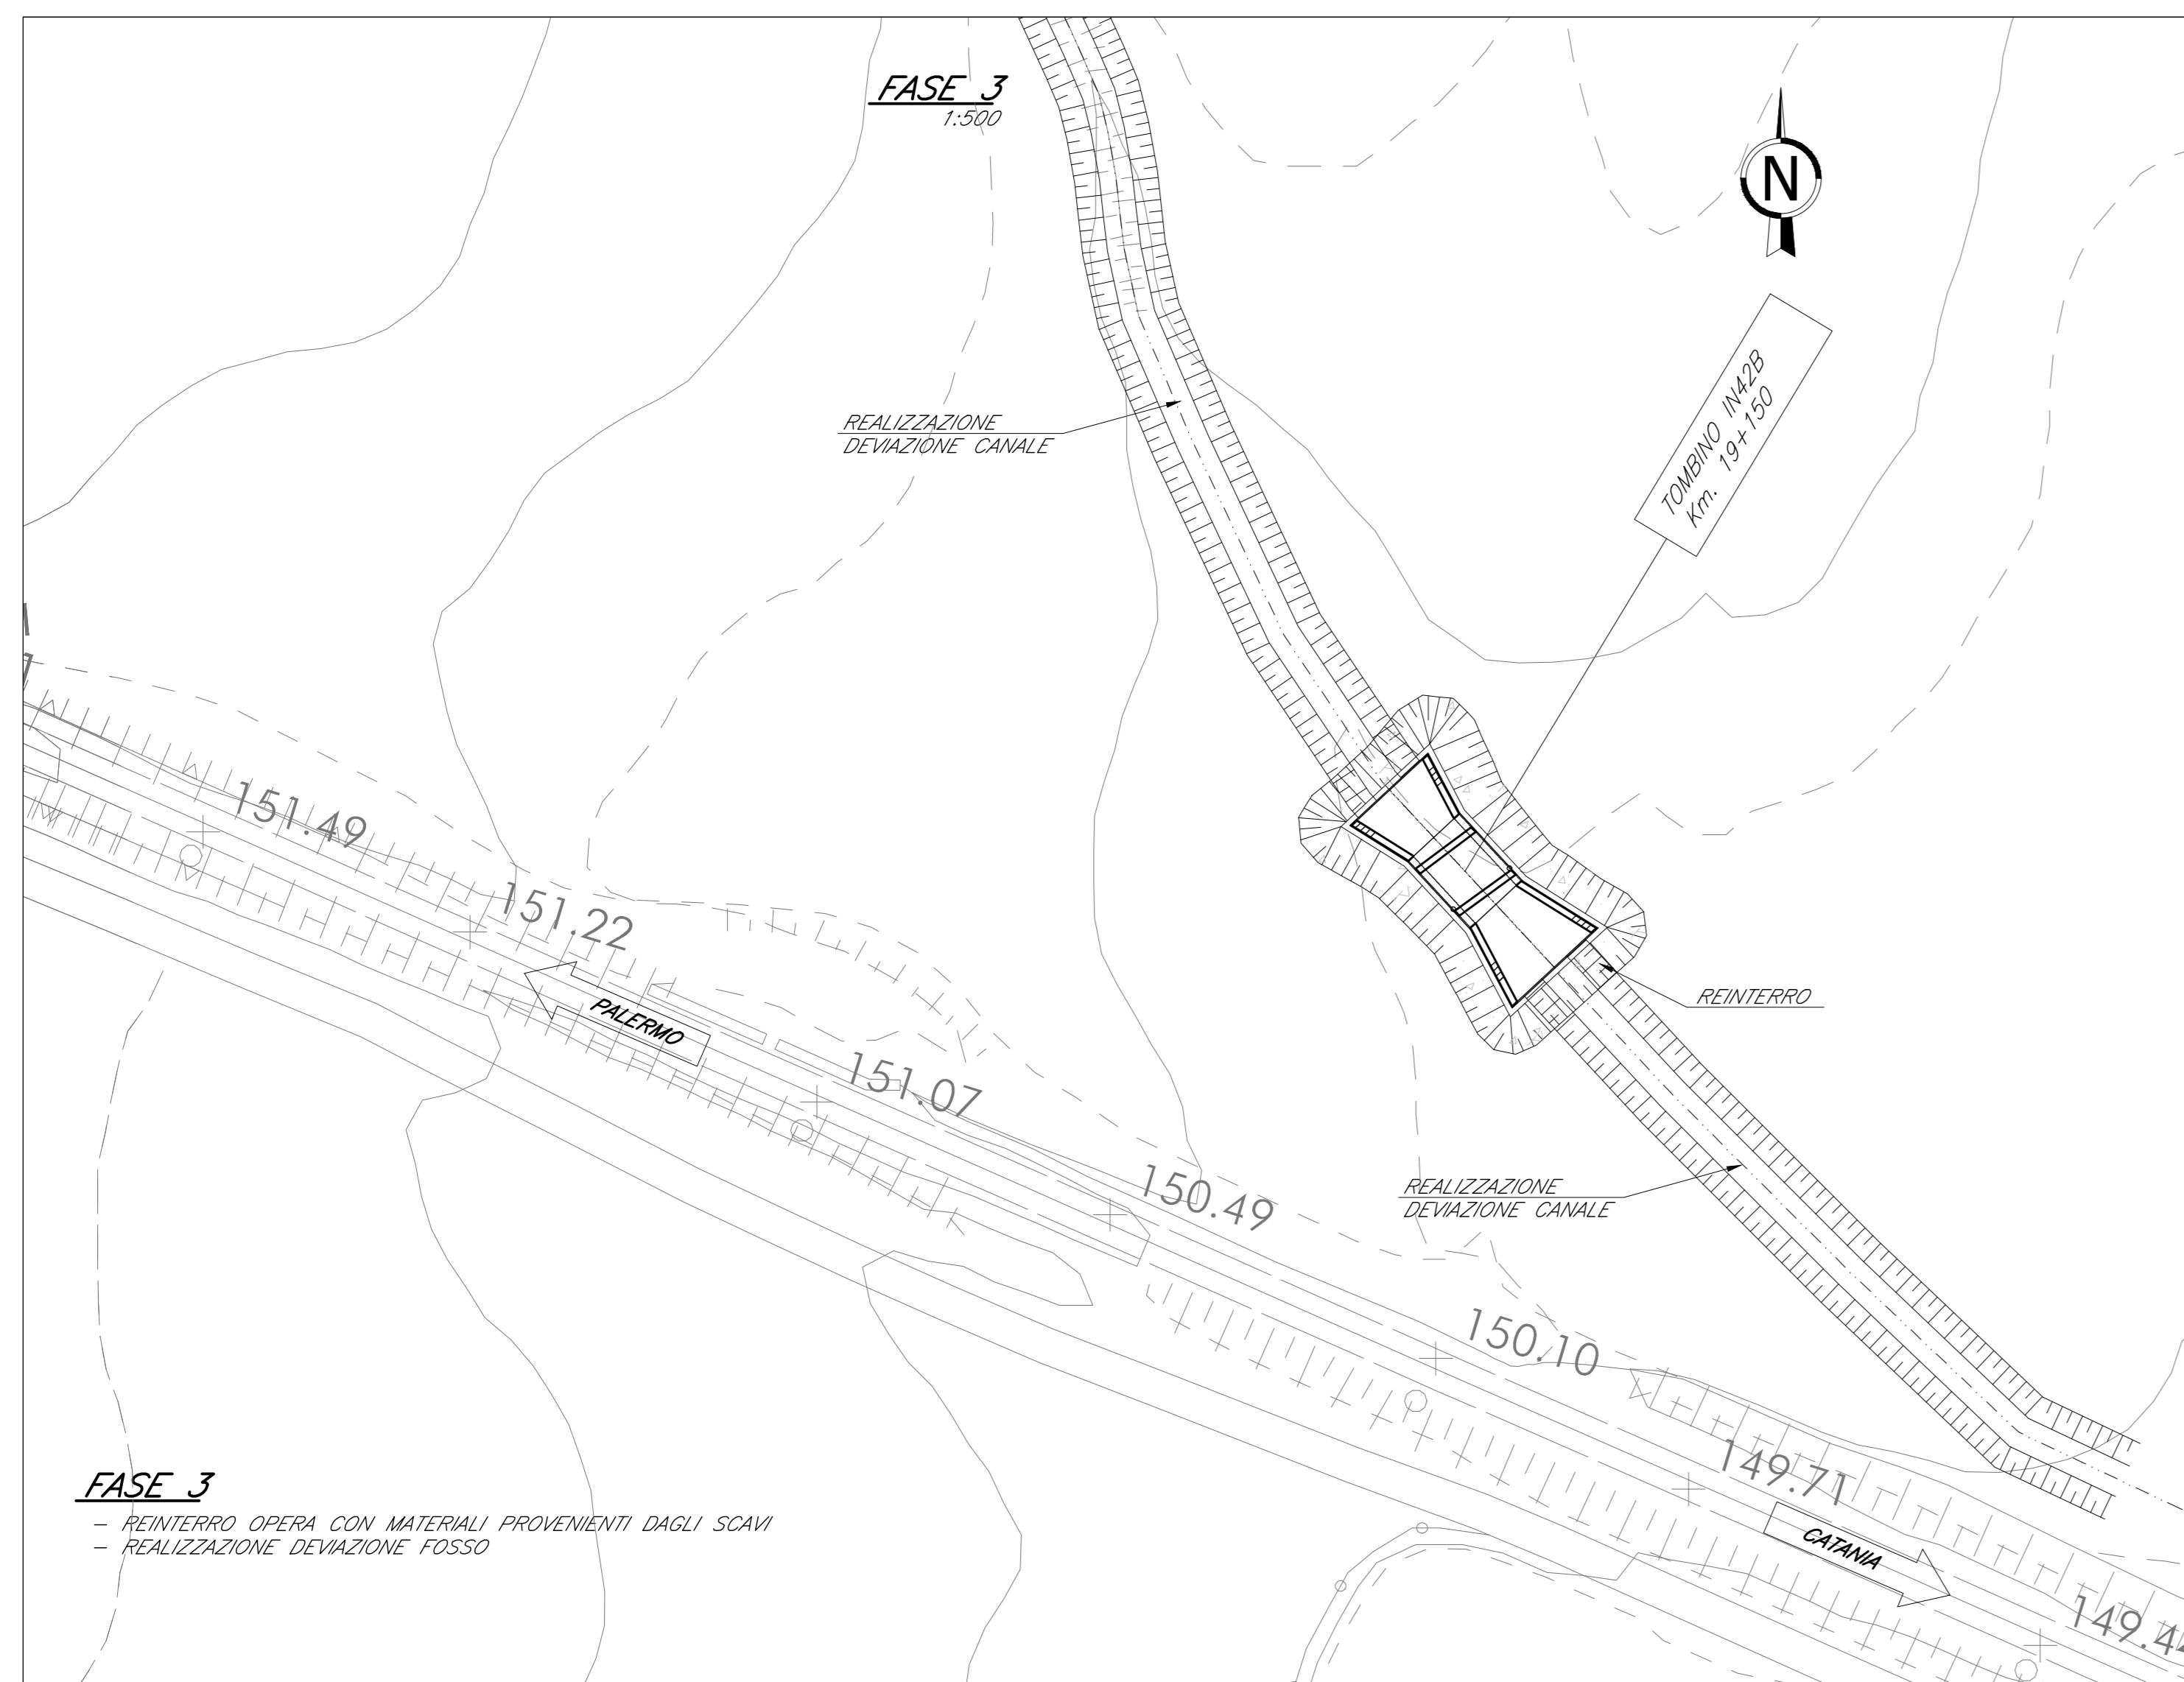 FASE 3
1:500
N
TOMBINO IN42B
Km. 19+150
REALIZZAZIONE
DEVIAZIONE CANALE
151.49
151.22
PALERMO
REINTERRO
151.07
150.49
REALIZZAZIONE
DEVIAZIONE CANALE
150.10
149.71
CATANIA
FASE 3
- REINTERRO OPERA CON MATERIALI PROVENIENTI DAGLI SCAVI
- REALIZZAZIONE DEVIAZIONE FOSSO